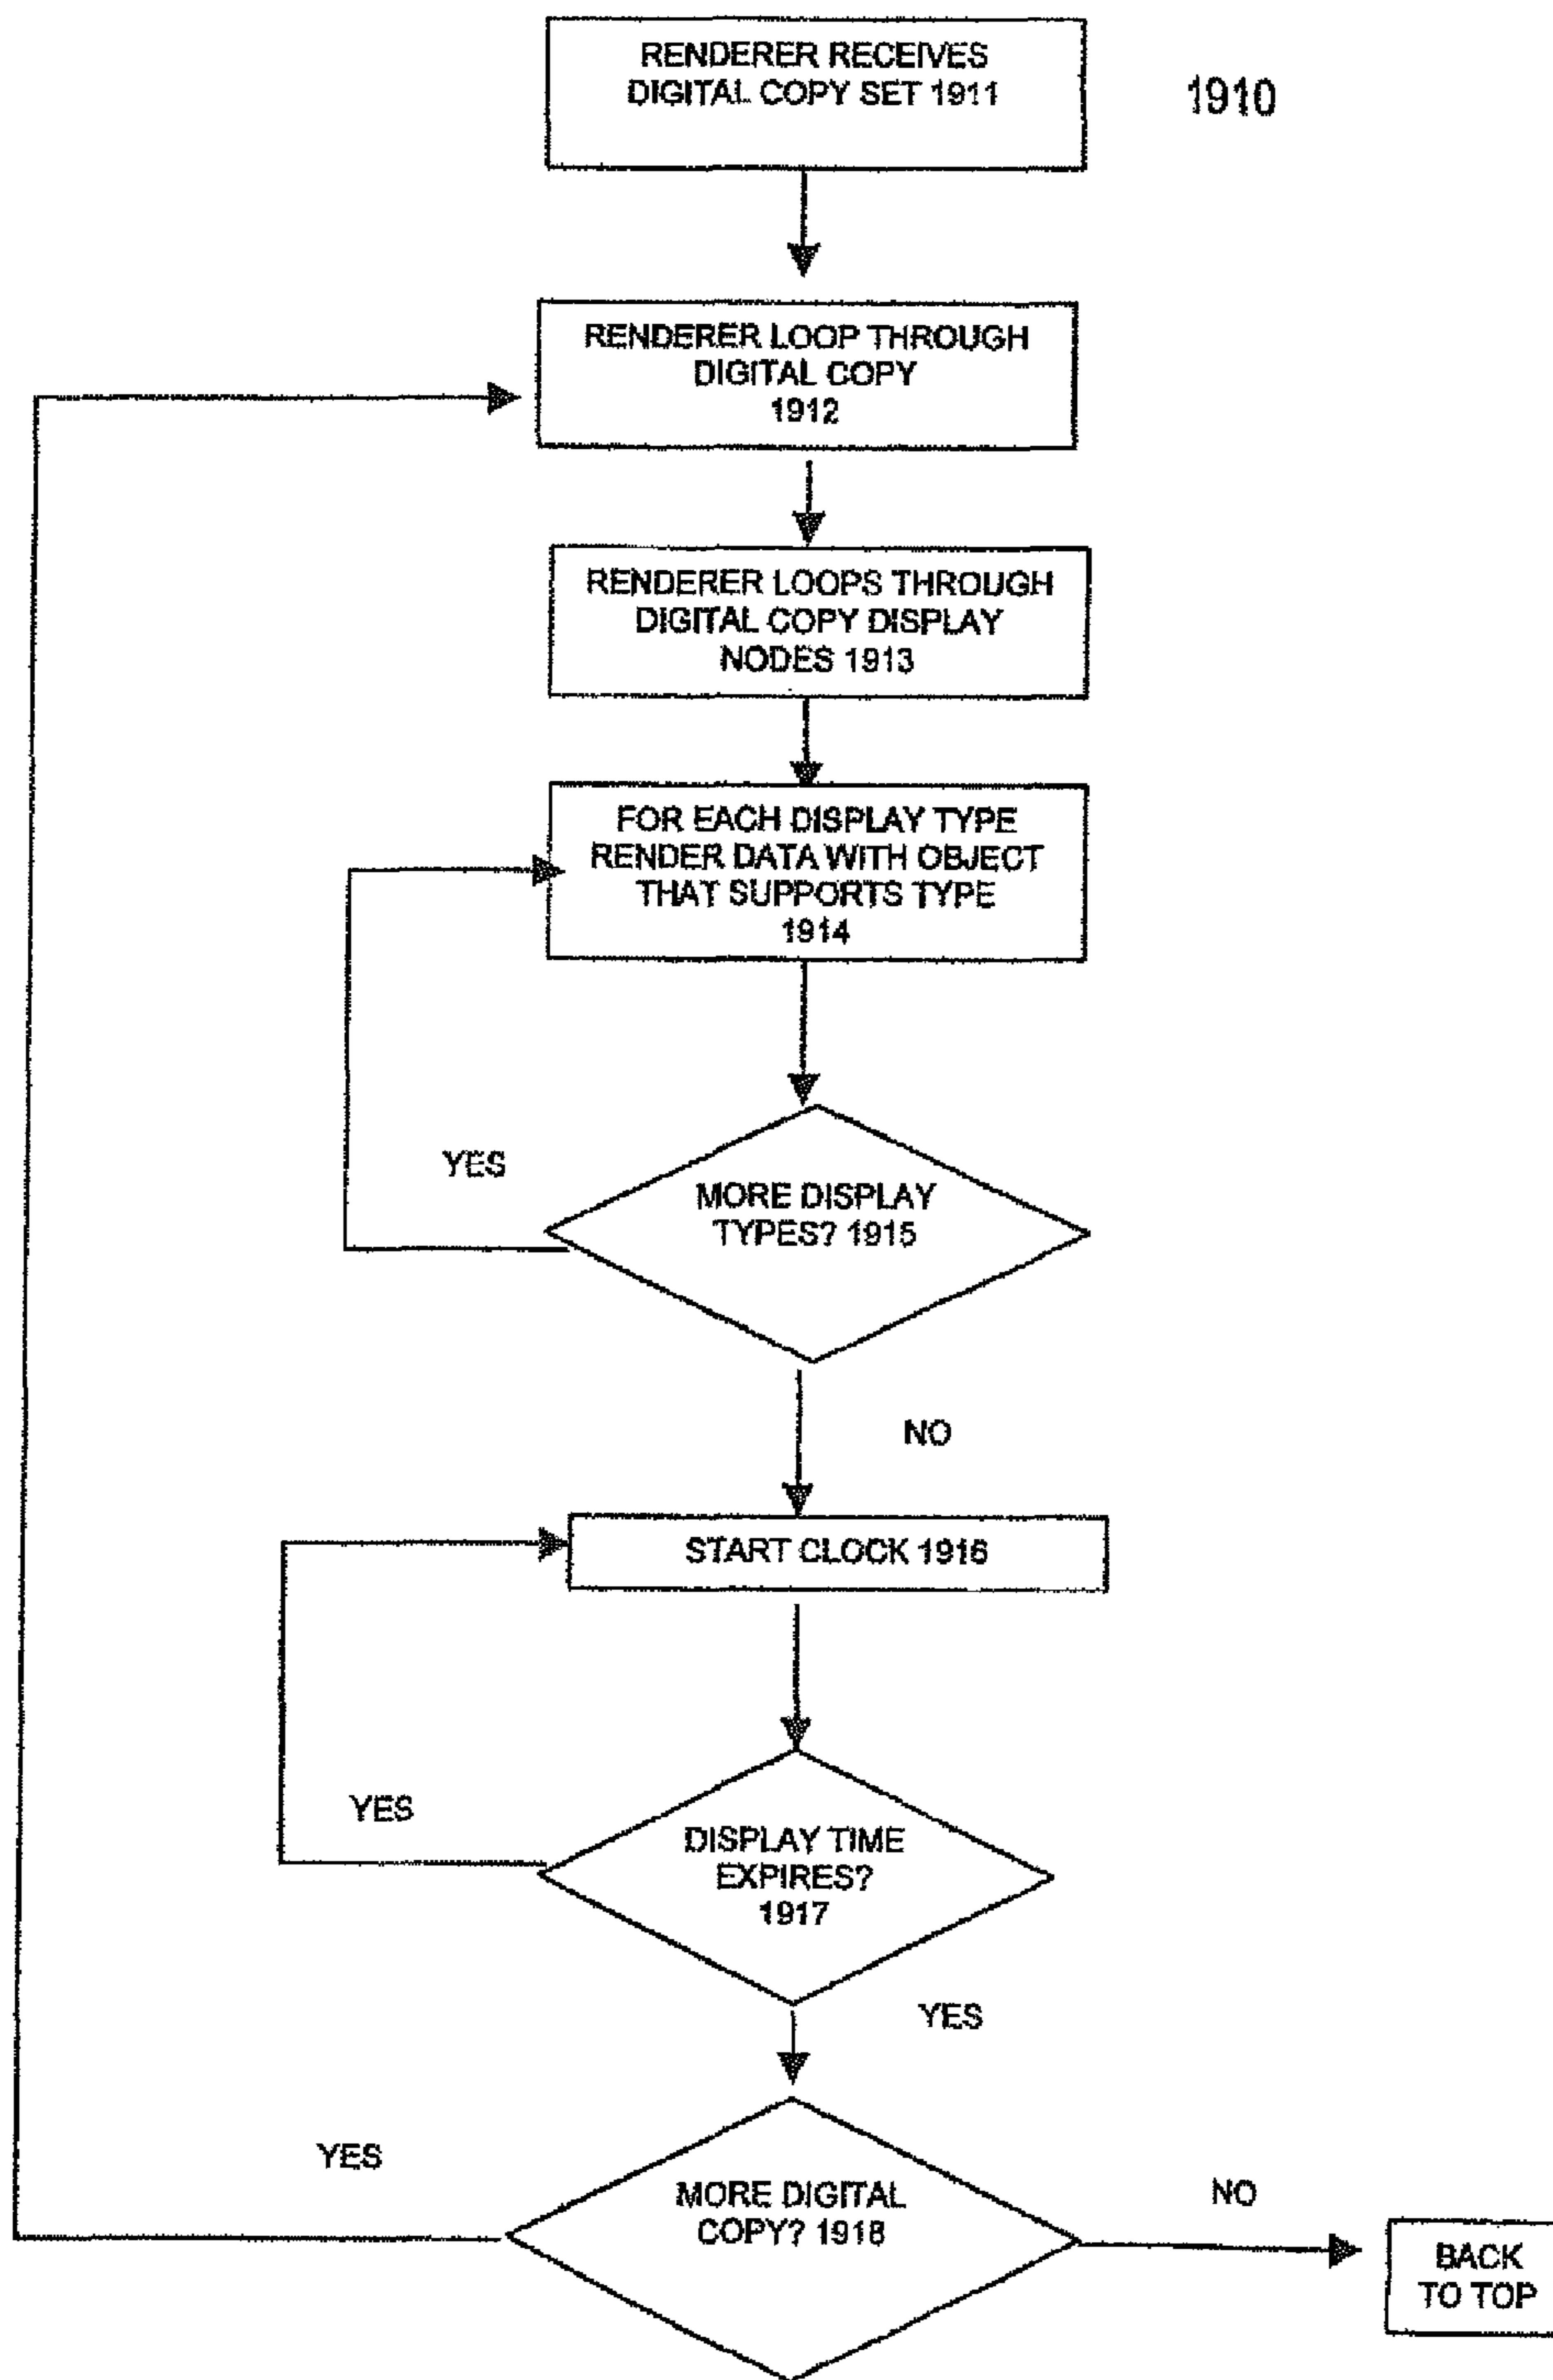 RENDERER RECEIVES
DIGITAL COPY SET 1911
1910
RENDERER LOOP THROUGH
DIGITAL COPY
1912
RENDERER LOOPS THROUGH
DIGITAL COPY DISPLAY
NODES 1913
FOR EACH DISPLAY TYPE
RENDER DATA WITH OBJECT
THAT SUPPORTS TYPE
1914
YES
MORE DISPLAY
TYPES? 1915
NO
START CLOCK 1916
YES
DISPLAY TIME
EXPIRES?
1917
YES
YES
MORE DIGITAL
COPY? 1918
NO
BACK
TO TOP